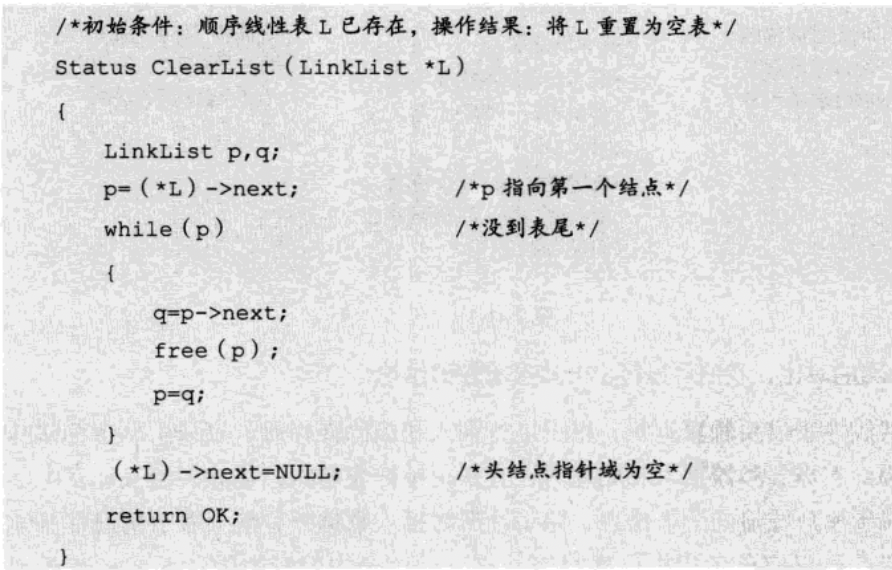 /*初始条件：顺序线性表 L 已存在，操作结果：将 L 重置为空表*/
Status ClearList（LinkList *L）
{
LinkList p,q;
p=（*L）->next; /*p 指向第一个结点*/
while（p） /*没到表尾*/
{
q=p->next;
free（p）;
p=q;
}
（*L）->next=NULL; /*头结点指针域为空*/
return OK;
}